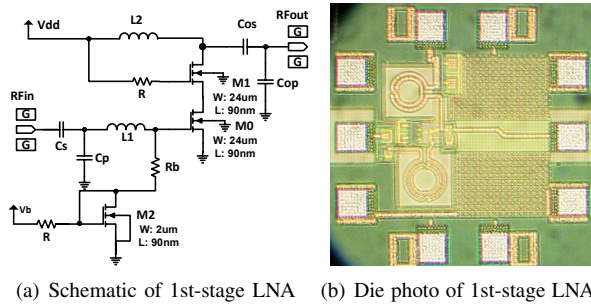 Vdd
L2
Cos
RFout
G
G
R
M1
W: 24um
L: 90nm
Cop
RFin
G
G
Cs
L1
M0
W: 24um
L: 90nm
Cp
Rb
Vb
R
M2
W: 2um
L: 90nm
(a) Schematic of 1st-stage LNA
(b) Die photo of 1st-stage LNA